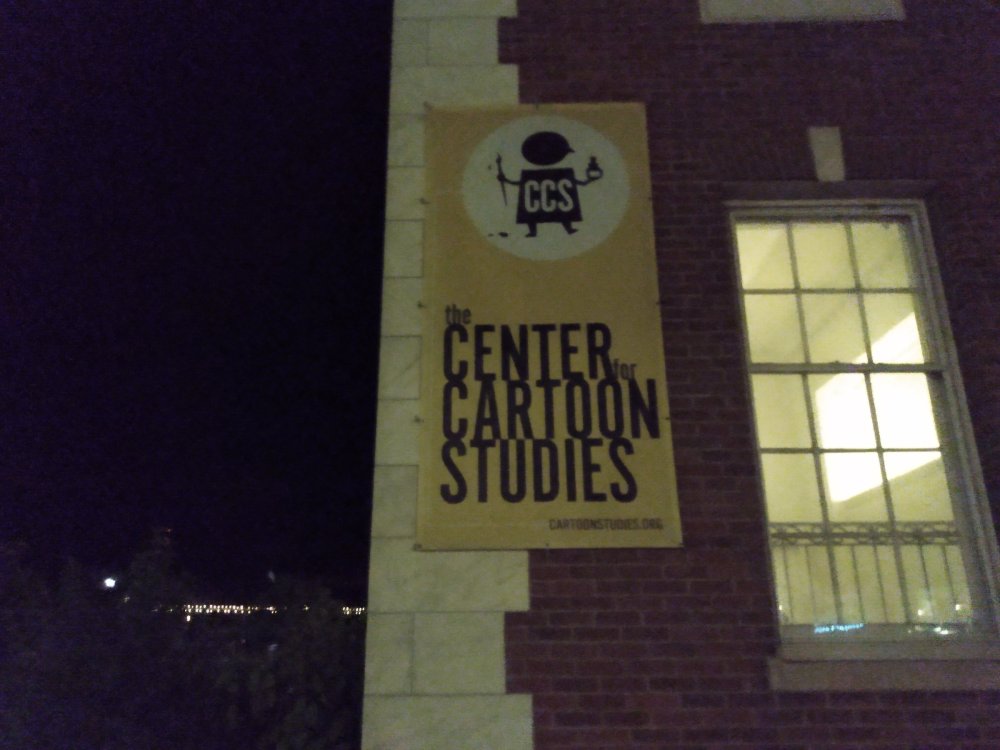 CCS
the
CENTER for
CARTOON
STUDIES
CARTOONSTUDIES.ORG